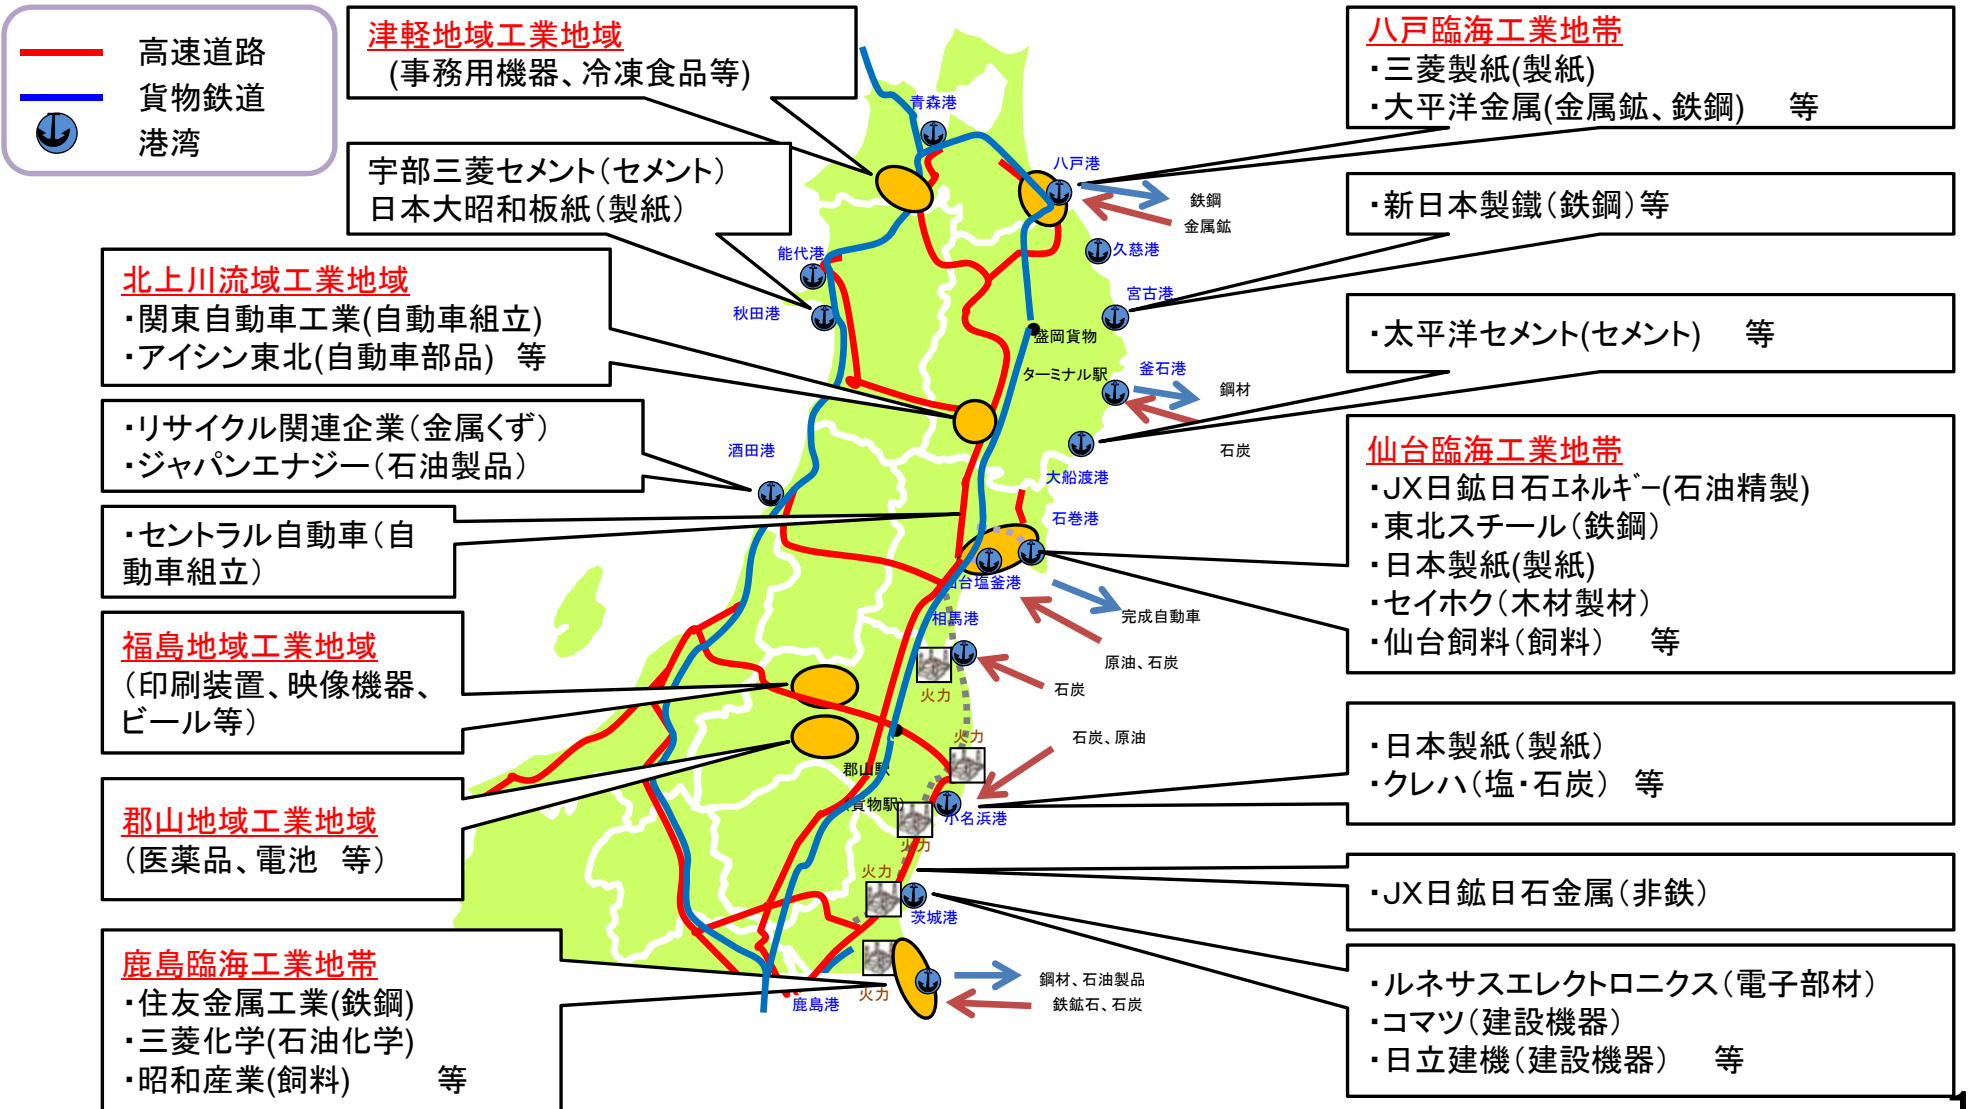 高速道路
貨物鉄道
港湾
津軽地域工業地域
(事務用機器、冷凍食品等)
宇部三菱セメント(セメント)
日本大昭和板紙(製紙)
北上川流域工業地域
・関東自動車工業(自動車組立)
・アイシン東北(自動車部品) 等
・リサイクル関連企業(金属くず)
・ジャパンエナジー(石油製品)
・セントラル自動車(自
動車組立)
福島地域工業地域
(印刷装置、映像機器、
ビール等)
郡山地域工業地域
(医薬品、電池 等)
鹿島臨海工業地帯
・住友金属工業(鉄鋼)
・三菱化学(石油化学)
・昭和産業(飼料) 等
青森港
八戸港
鉄鋼
金属鉱
久慈港
能代港
秋田港
宮古港
盛岡貨物
ターミナル駅
釜石港
鋼材
石炭
酒田港
大船渡港
石巻港
仙台塩釜港
完成自動車
相馬港
原油、石炭
石炭
火力
火力
石炭、原油
郡山駅
(貨物駅)
小名浜港
火力
火力
茨城港
火力
鹿島港
鋼材、石油製品
鉄鉱石、石炭
八戸臨海工業地帯
・三菱製紙(製紙)
・大平洋金属(金属鉱、鉄鋼) 等
・新日本製鐵(鉄鋼)等
・太平洋セメント(セメント) 等
仙台臨海工業地帯
・JX日鉱日石エネルギー(石油精製)
・東北スチール(鉄鋼)
・日本製紙(製紙)
・セイホク(木材製材)
・仙台飼料(飼料) 等
・日本製紙(製紙)
・クレハ(塩・石炭) 等
・JX日鉱日石金属(非鉄)
・ルネサスエレクトロニクス(電子部材)
・コマツ(建設機器)
・日立建機(建設機器) 等